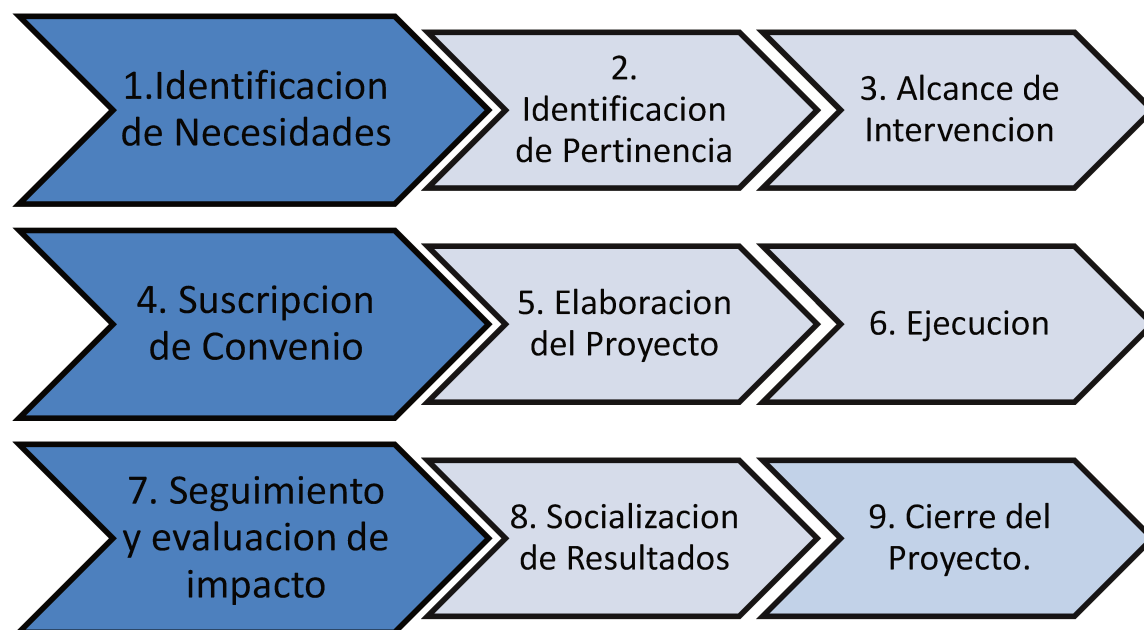 1.Identificacion
de Necesidades
2.
Identificacion
de Pertinencia
3. Alcance de
Intervencion
4. Suscripcion
de Convenio
5. Elaboracion
del Proyecto
6. Ejecucion
7. Seguimiento
y evaluacion de
impacto
8. Socializacion
de Resultados
9. Cierre del
Proyecto.